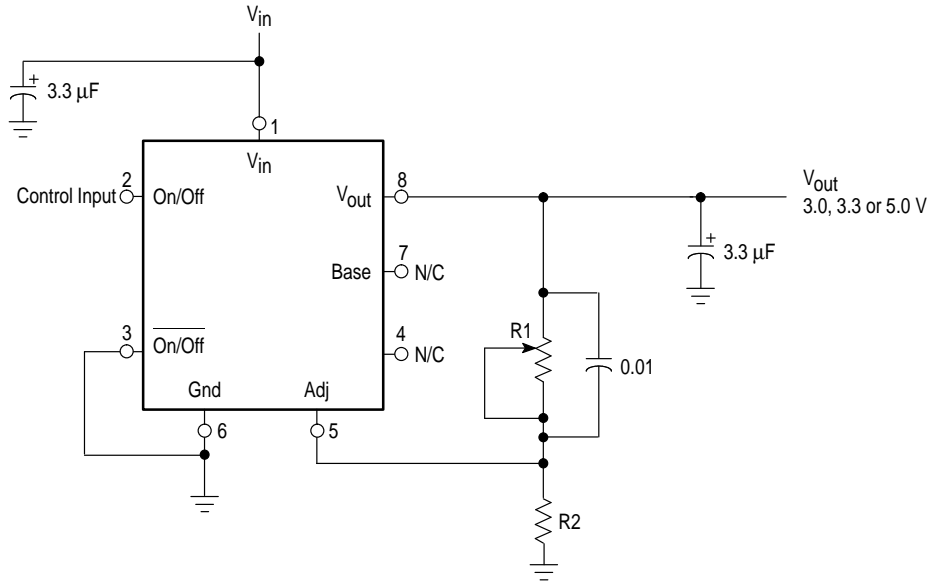 Vin
3.3 μF
1
Vin
2
Control Input
On/Off
Vout
8
Vout
3.0, 3.3 or 5.0 V
3.3 μF
7
Base
N/C
3
On/Off
R1
4
N/C
0.01
Gnd
Adj
6
5
R2